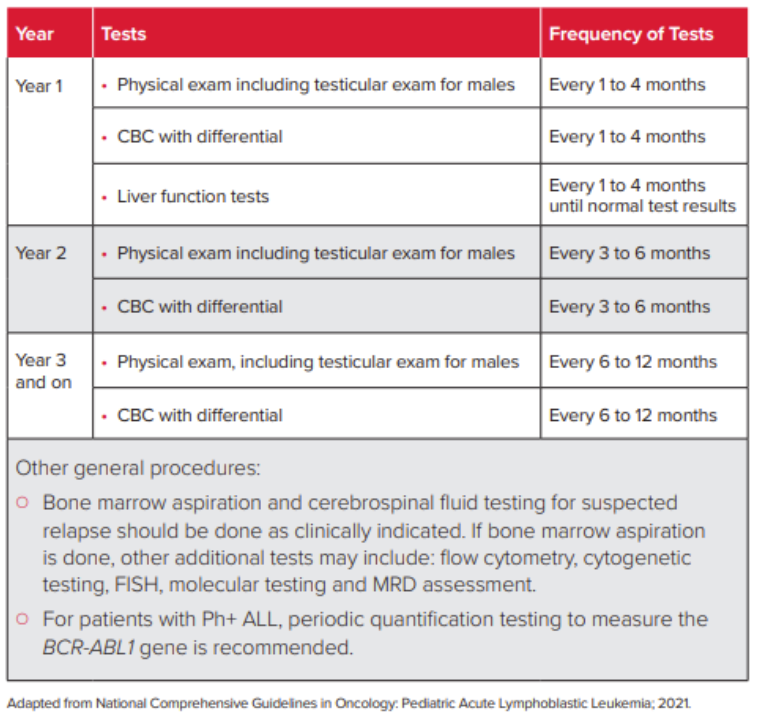 Year Tests Frequency of Tests
Year 1 • Physical exam including testicular exam for males Every 1 to 4 months
• CBC with differential Every 1 to 4 months
• Liver function tests Every 1 to 4 months
until normal test results
Year 2 • Physical exam including testicular exam for males Every 3 to 6 months
• CBC with differential Every 3 to 6 months
Year 3
and on • Physical exam, including testicular exam for males Every 6 to 12 months
• CBC with differential Every 6 to 12 months
Other general procedures:
○ Bone marrow aspiration and cerebrospinal fluid testing for suspected
relapse should be done as clinically indicated. If bone marrow aspiration
is done, other additional tests may include: flow cytometry, cytogenetic
testing, FISH, molecular testing and MRD assessment.
○ For patients with Ph+ ALL, periodic quantification testing to measure the
BCR-ABL1 gene is recommended.
Adapted from National Comprehensive Guidelines in Oncology: Pediatric Acute Lymphoblastic Leukemia; 2021.